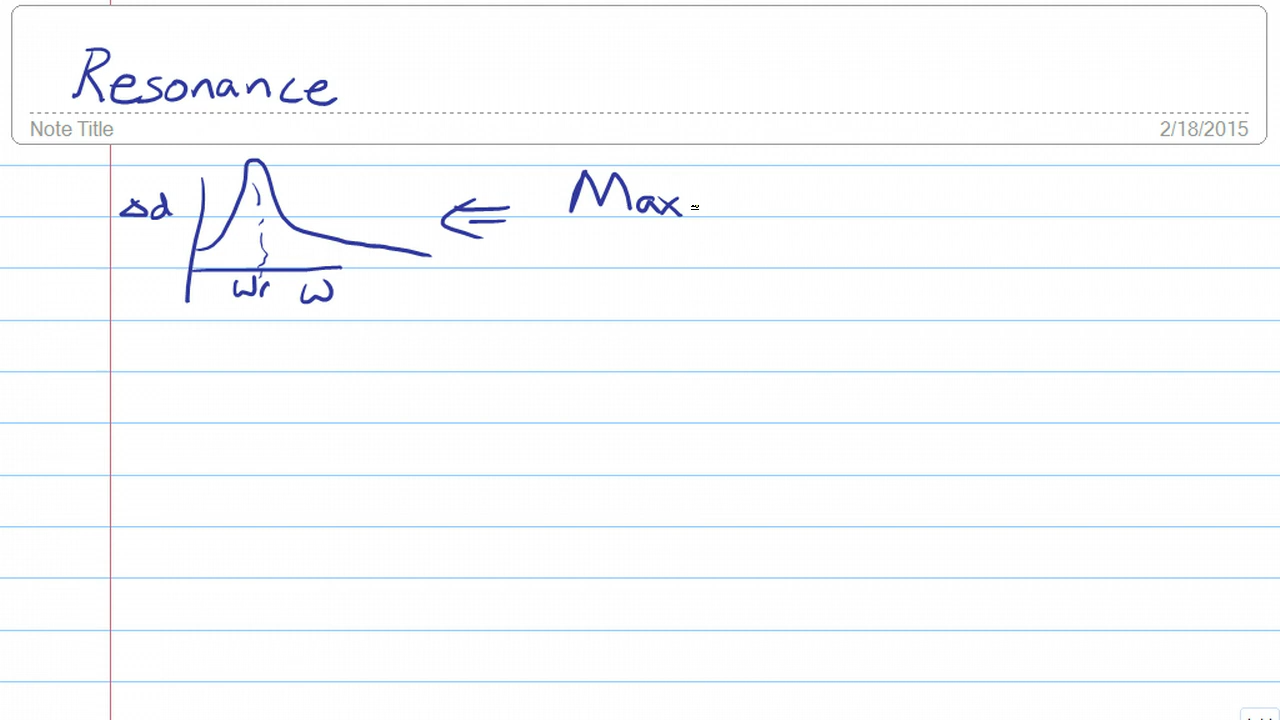 Resonance
Note Title 2/18/2015
Δd Max
ωr ω